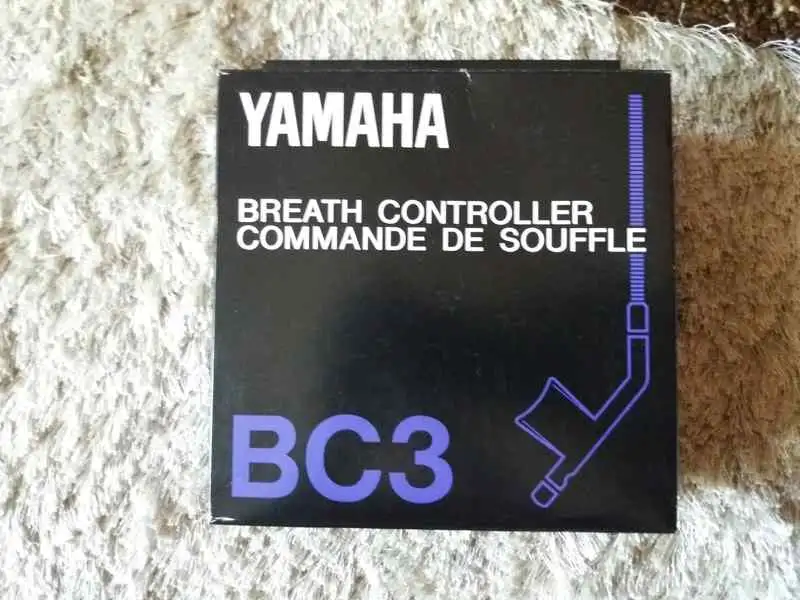 YAMAHA
BREATH CONTROLLER
COMMANDE DE SOUFFLE
BC3